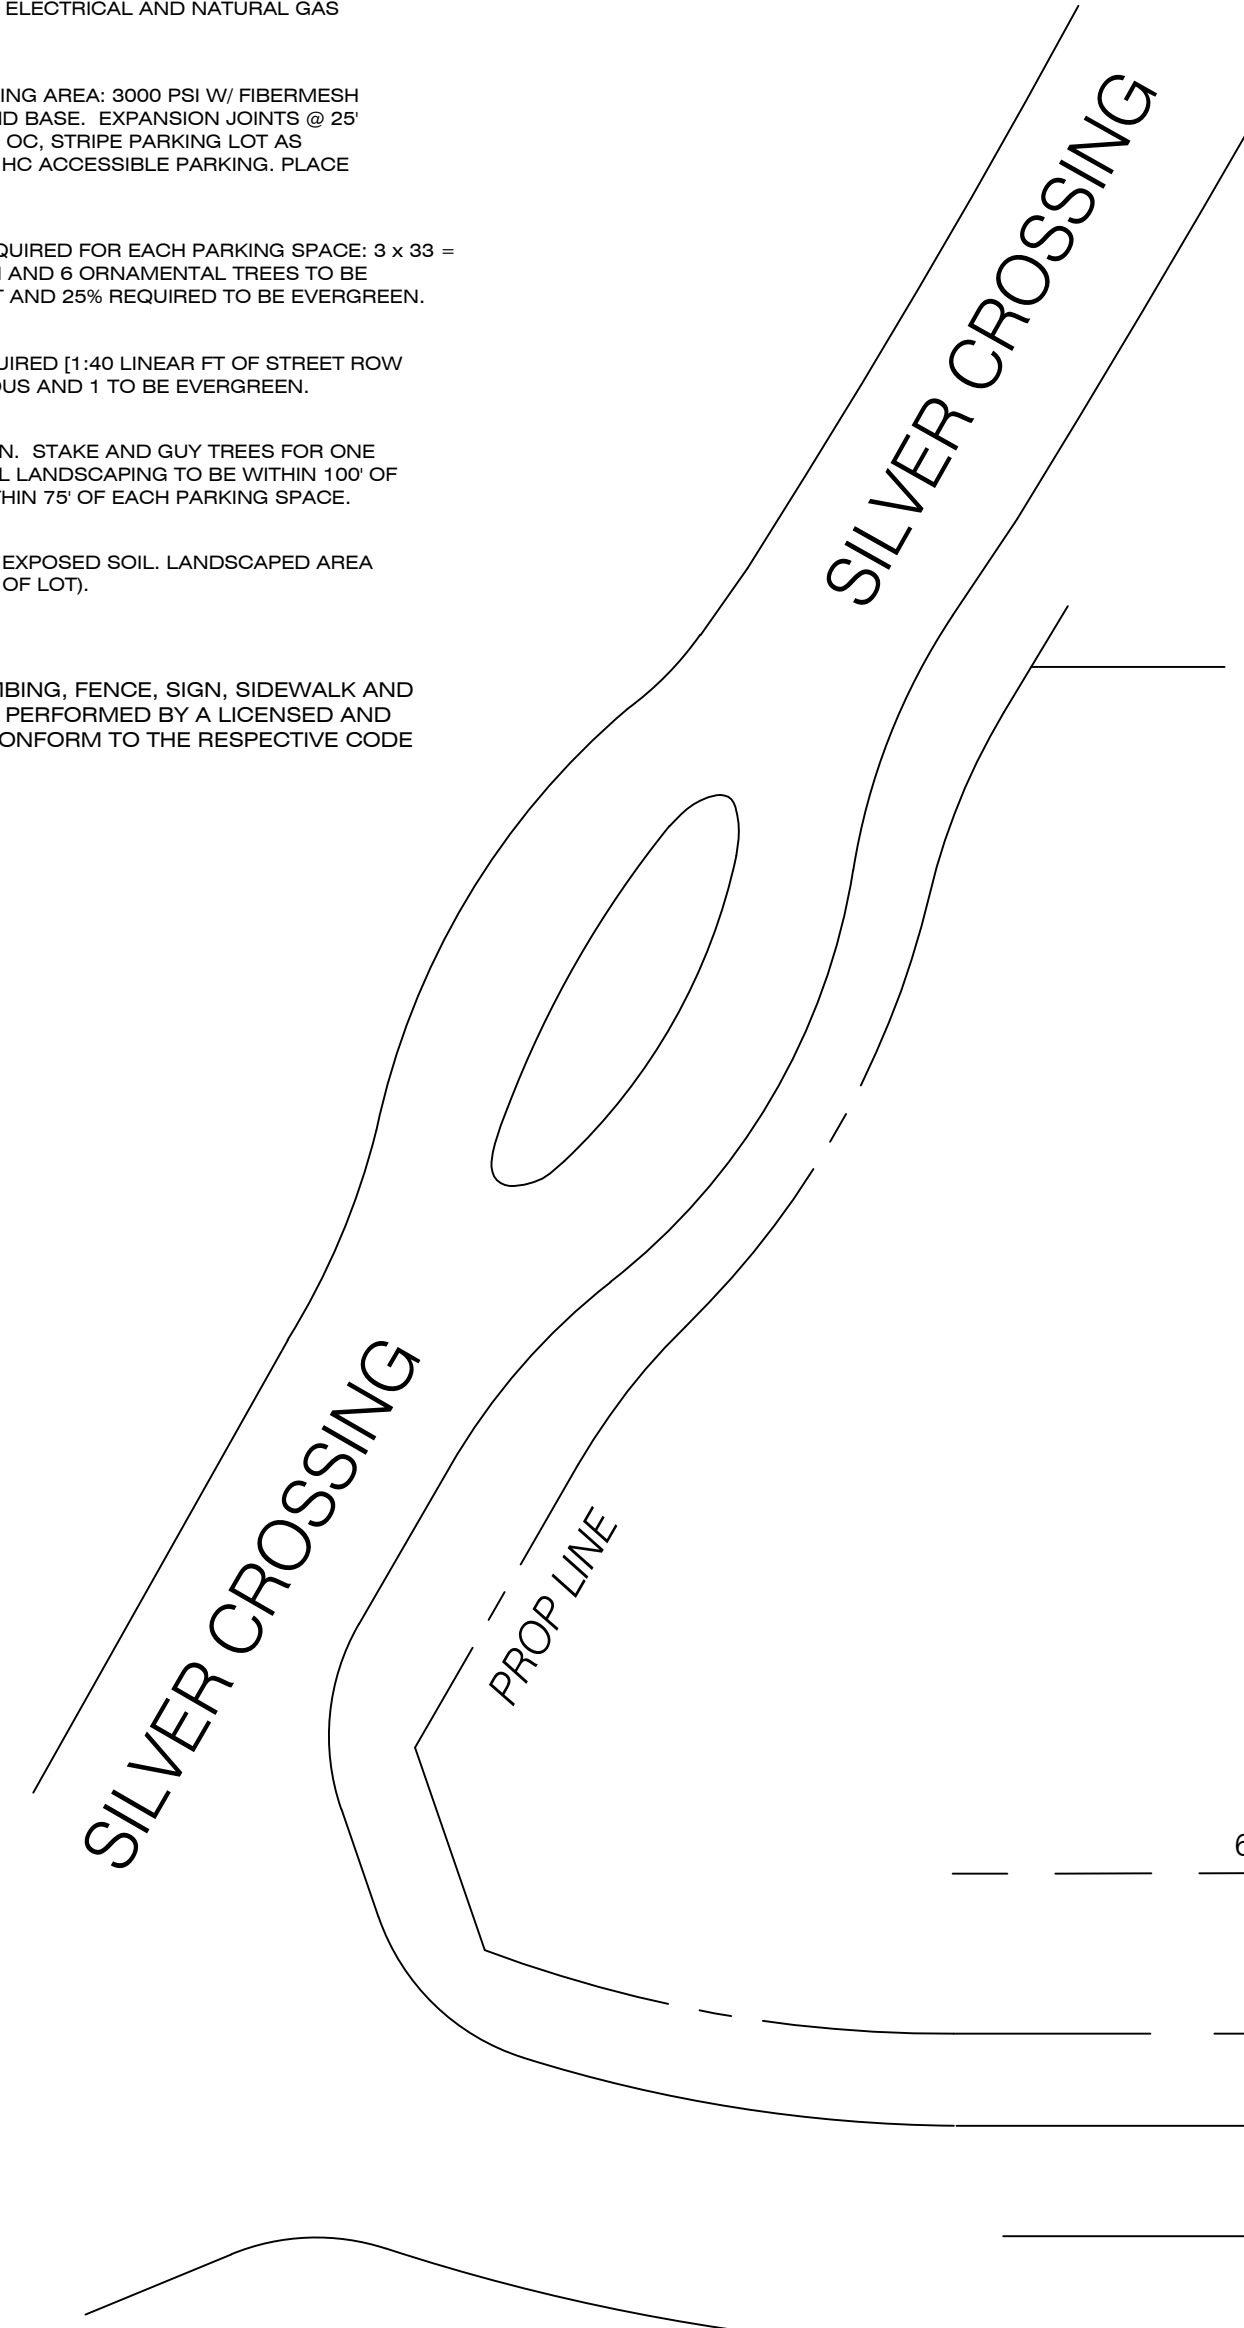 ELECTRICAL AND NATURAL GAS
ING AREA: 3000 PSI W/ FIBERMESH
D BASE. EXPANSION JOINTS @ 25'
OC, STRIPE PARKING LOT AS
HC ACCESSIBLE PARKING. PLACE
QUIRED FOR EACH PARKING SPACE: 3 x 33 =
AND 6 ORNAMENTAL TREES TO BE
T AND 25% REQUIRED TO BE EVERGREEN.
UIRED [1:40 LINEAR FT OF STREET ROW
OUS AND 1 TO BE EVERGREEN.
N. STAKE AND GUY TREES FOR ONE
L LANDSCAPING TO BE WITHIN 100' OF
THIN 75' OF EACH PARKING SPACE.
EXPOSED SOIL. LANDSCAPED AREA
OF LOT).
MBING, FENCE, SIGN, SIDEWALK AND
PERFORMED BY A LICENSED AND
ONFORM TO THE RESPECTIVE CODE
SILVER CROSSING
SILVER CROSSING
PROP LINE
6